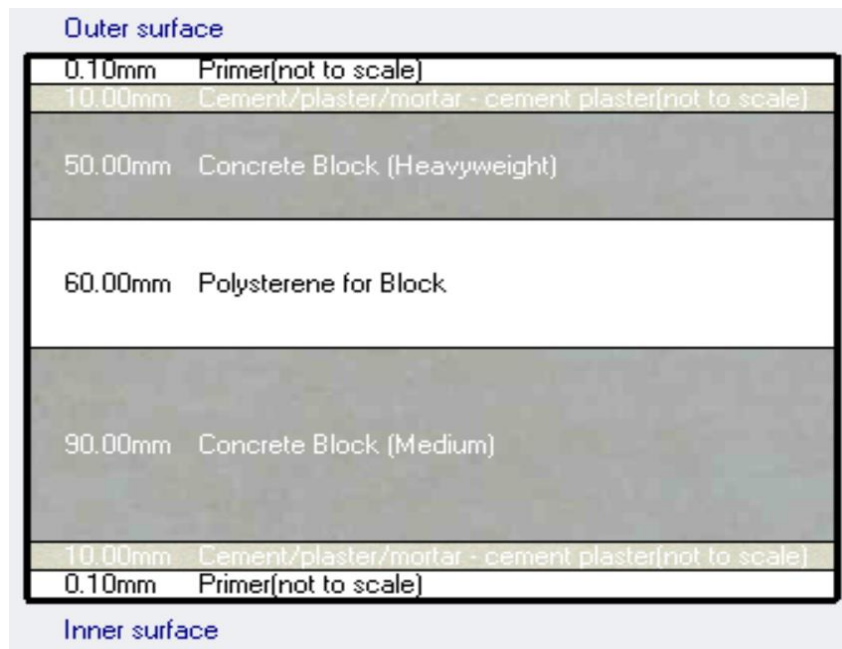 Outer surface
0.10mm Primer(not to scale)
10.00mm Cement/plaster/mortar - cement plaster(not to scale)
50.00mm Concrete Block (Heavyweight)
60.00mm Polysterene for Block
90.00mm Concrete Block (Medium)
10.00mm Cement/plaster/mortar - cement plaster(not to scale)
0.10mm Primer(not to scale)
Inner surface